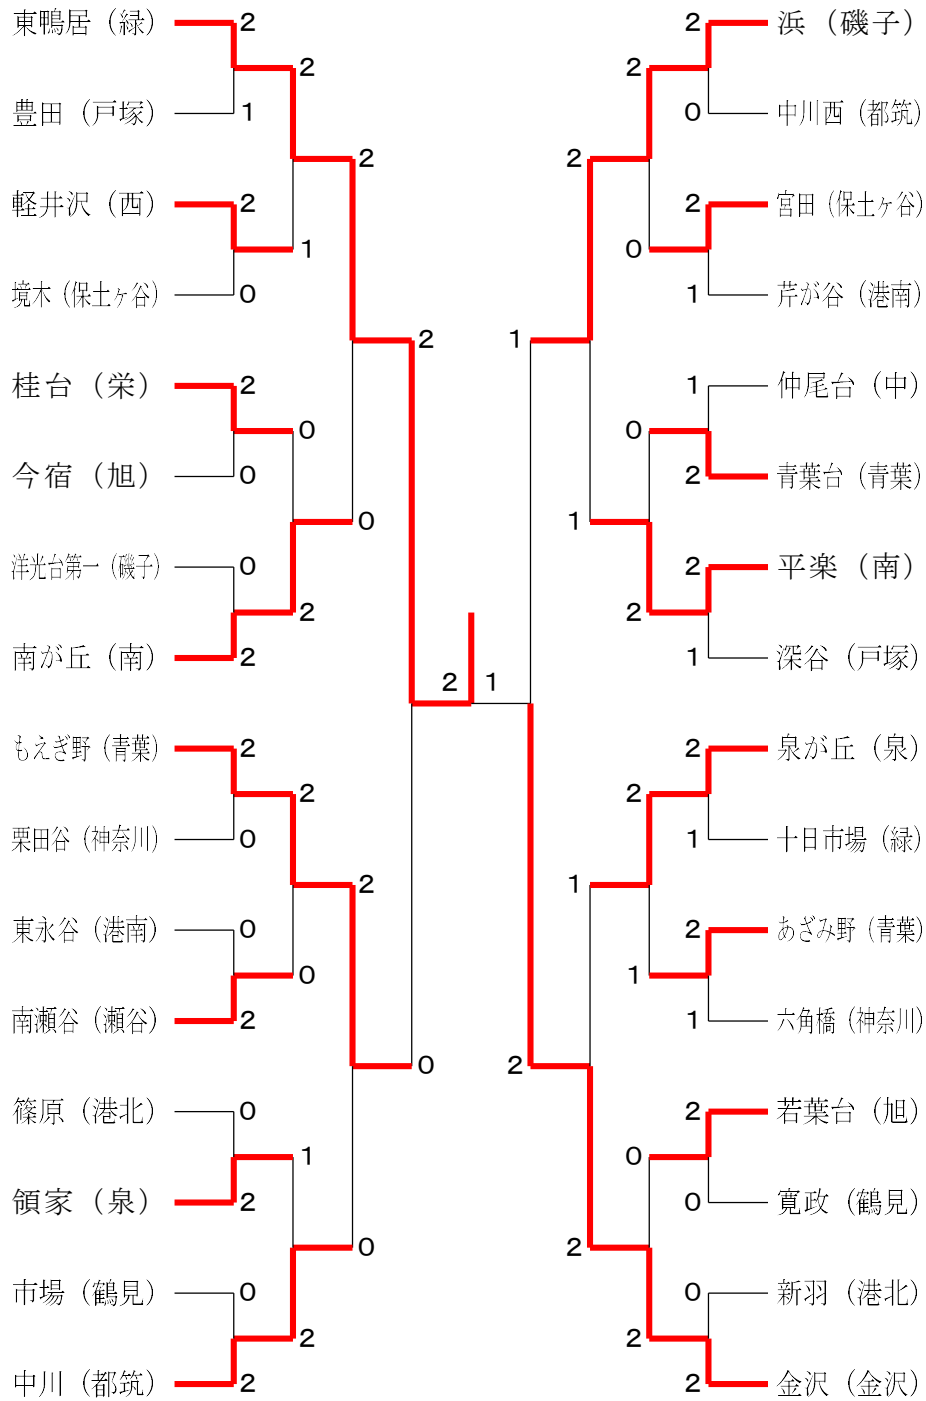 東鴨居（緑）
2
2
豊田（戸塚）
1
2
軽井沢（西）
2
1
境木（保土ヶ谷）
0
2
桂台（栄）
2
0
今宿（旭）
0
0
洋光台第一（磯子）
0
2
南が丘（南）
2
2
もえぎ野（青葉）
2
2
栗田谷（神奈川）
0
2
東永谷（港南）
0
0
南瀬谷（瀬谷）
2
0
篠原（港北）
0
1
領家（泉）
2
0
市場（鶴見）
0
2
中川（都筑）
2
2
浜（磯子）
2
0
中川西（都筑）
2
2
宮田（保土ヶ谷）
0
1
芹が谷（港南）
1
1
仲尾台（中）
0
2
青葉台（青葉）
1
2
平楽（南）
2
1
深谷（戸塚）
1
2
泉が丘（泉）
2
1
十日市場（緑）
1
2
あざみ野（青葉）
1
1
六角橋（神奈川）
2
2
若葉台（旭）
0
0
寛政（鶴見）
2
0
新羽（港北）
2
2
金沢（金沢）